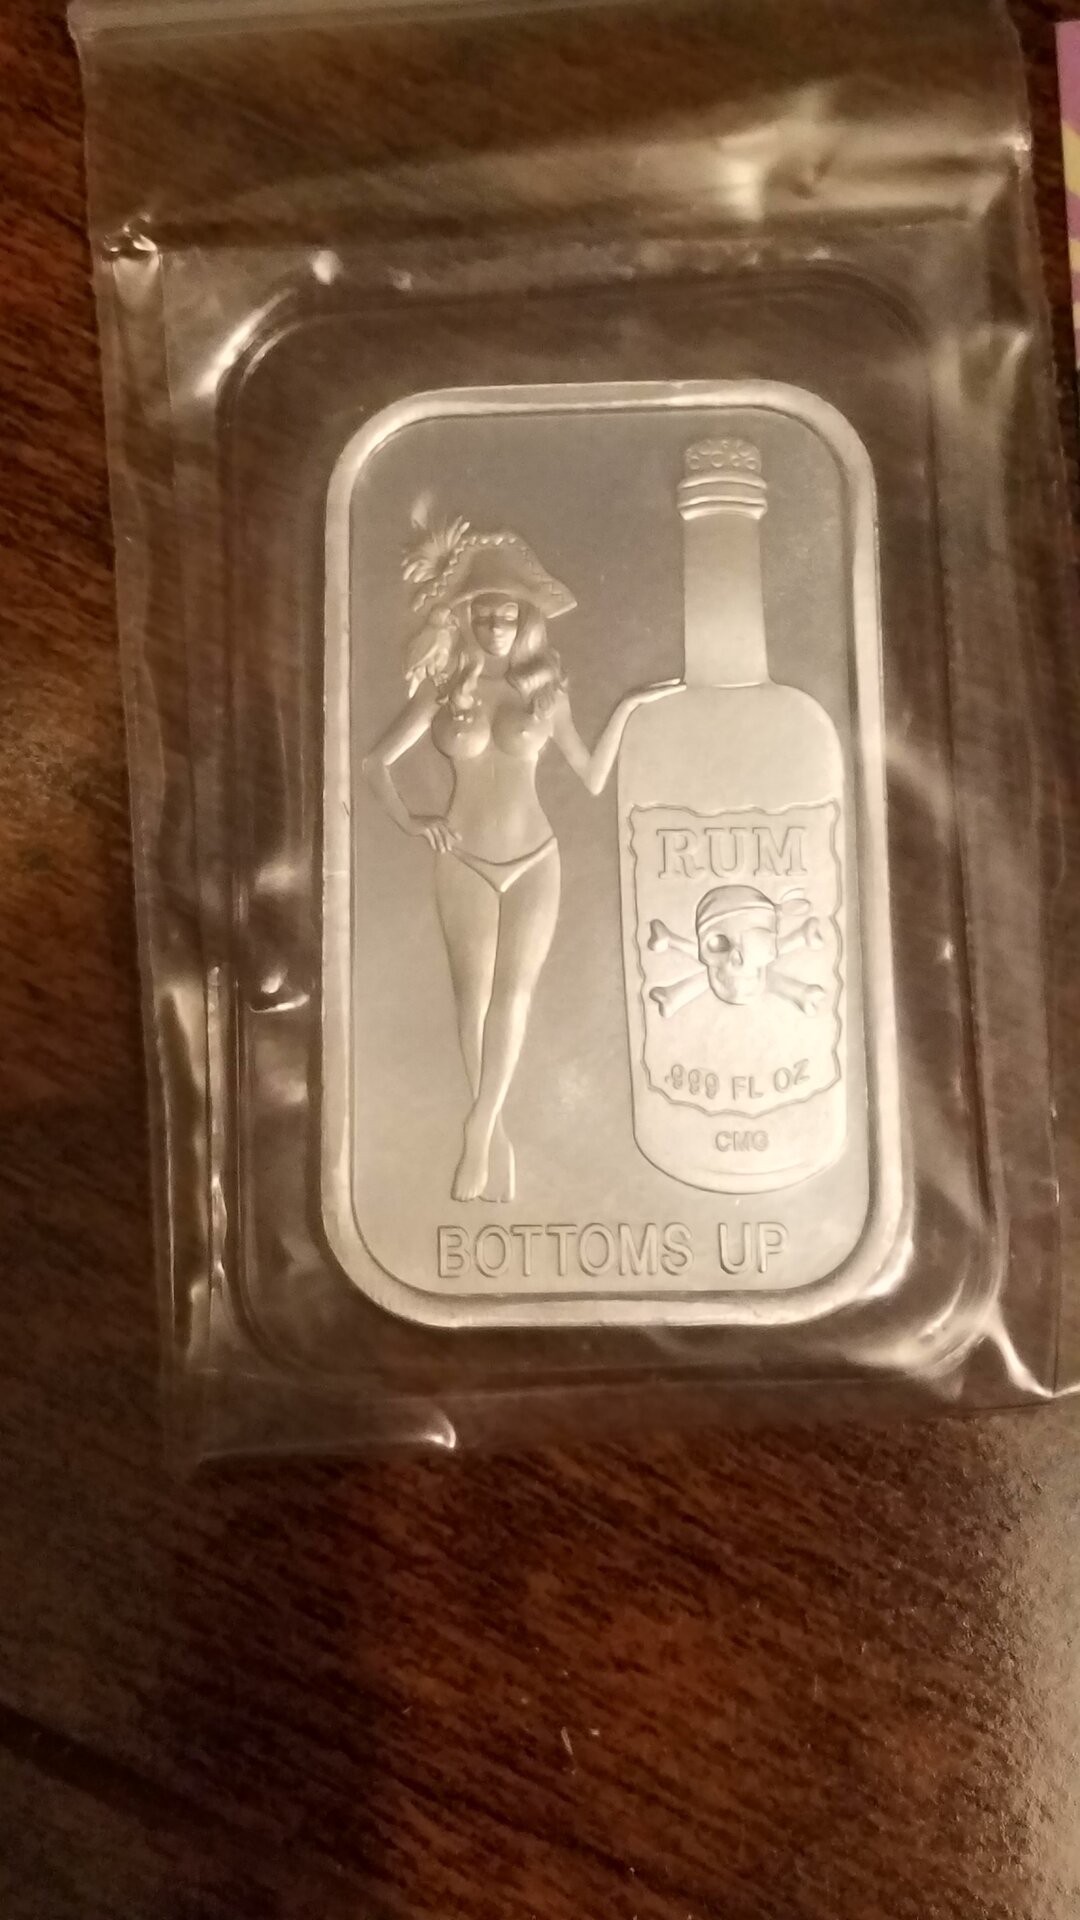 RUM
.999 FL OZ
CMG
BOTTOMS UP